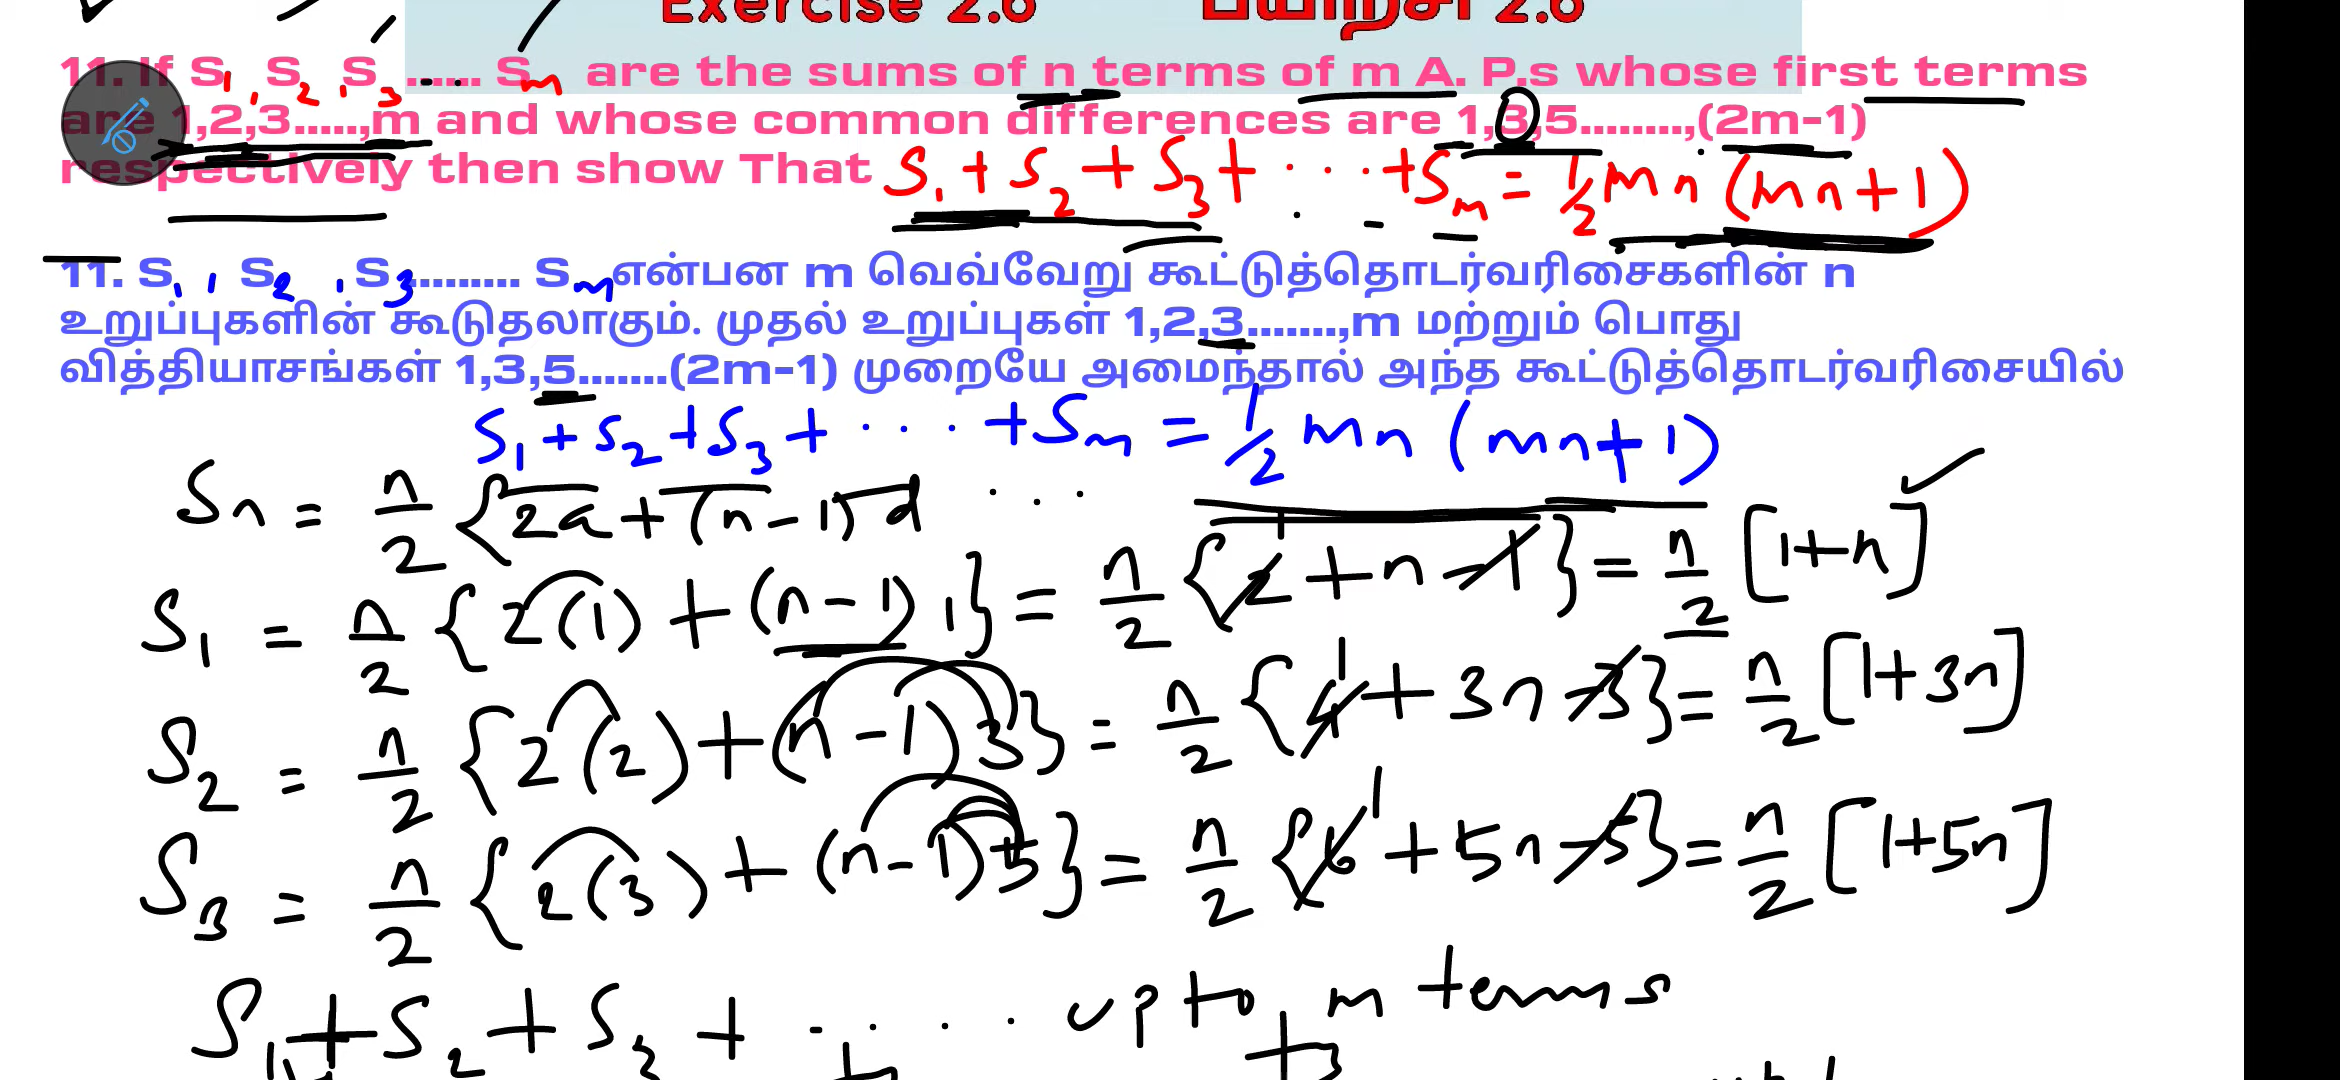 Exercise 2.6 பயிற்சி 2.6
11. If S1, S2, S3...... Sm are the sums of n terms of m A. P.s whose first terms
are 1,2,3.....,m and whose common differences are 1,3,5........,(2m-1)
respectively then show That S1 + S2 + S3 + ... + Sm = 1/2 mn (mn+1)
11. S1, S2, S3......... Sm என்பன m வெவ்வேறு கூட்டுத்தொடர்வரிசைகளின் n
உறுப்புகளின் கூடுதலாகும். முதல் உறுப்புகள் 1,2,3........,m மற்றும் பொது
வித்தியாசங்கள் 1,3,5.......(2m-1) முறையே அமைந்தால் அந்த கூட்டுத்தொடர்வரிசையில்
S1 + S2 + S3 + ... + Sm = 1/2 mn (mn+1)
Sn = n/2 {2a + (n-1)d ...
S1 = n/2 {2(1) + (n-1)1} = n/2 {2 + n - 1} = n/2 [1+n]
S2 = n/2 {2(2) + (n-1)3} = n/2 {4 + 3n - 3} = n/2 [1+3n]
S3 = n/2 {2(3) + (n-1)5} = n/2 {6 + 5n - 5} = n/2 [1+5n]
S1 + S2 + S3 + .... up to m terms